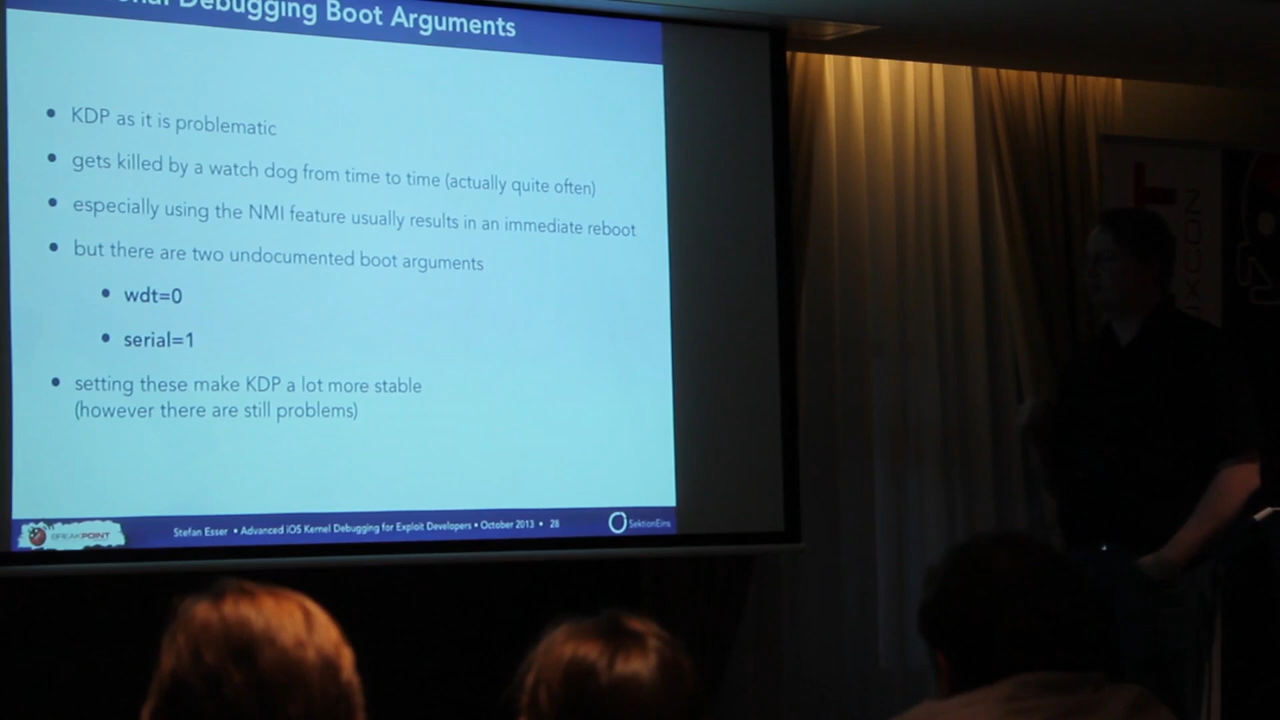 Debugging Boot Arguments
KDP as it is problematic
gets killed by a watch dog from time to time (actually quite often)
especially using the NMI feature usually results in an immediate reboot
but there are two undocumented boot arguments
wdt=0
serial=1
setting these make KDP a lot more stable
(however there are still problems)
BREAKPOINT
Stefan Esser • Advanced iOS Kernel Debugging for Exploit Developers • October 2013 • 28
SektionEins